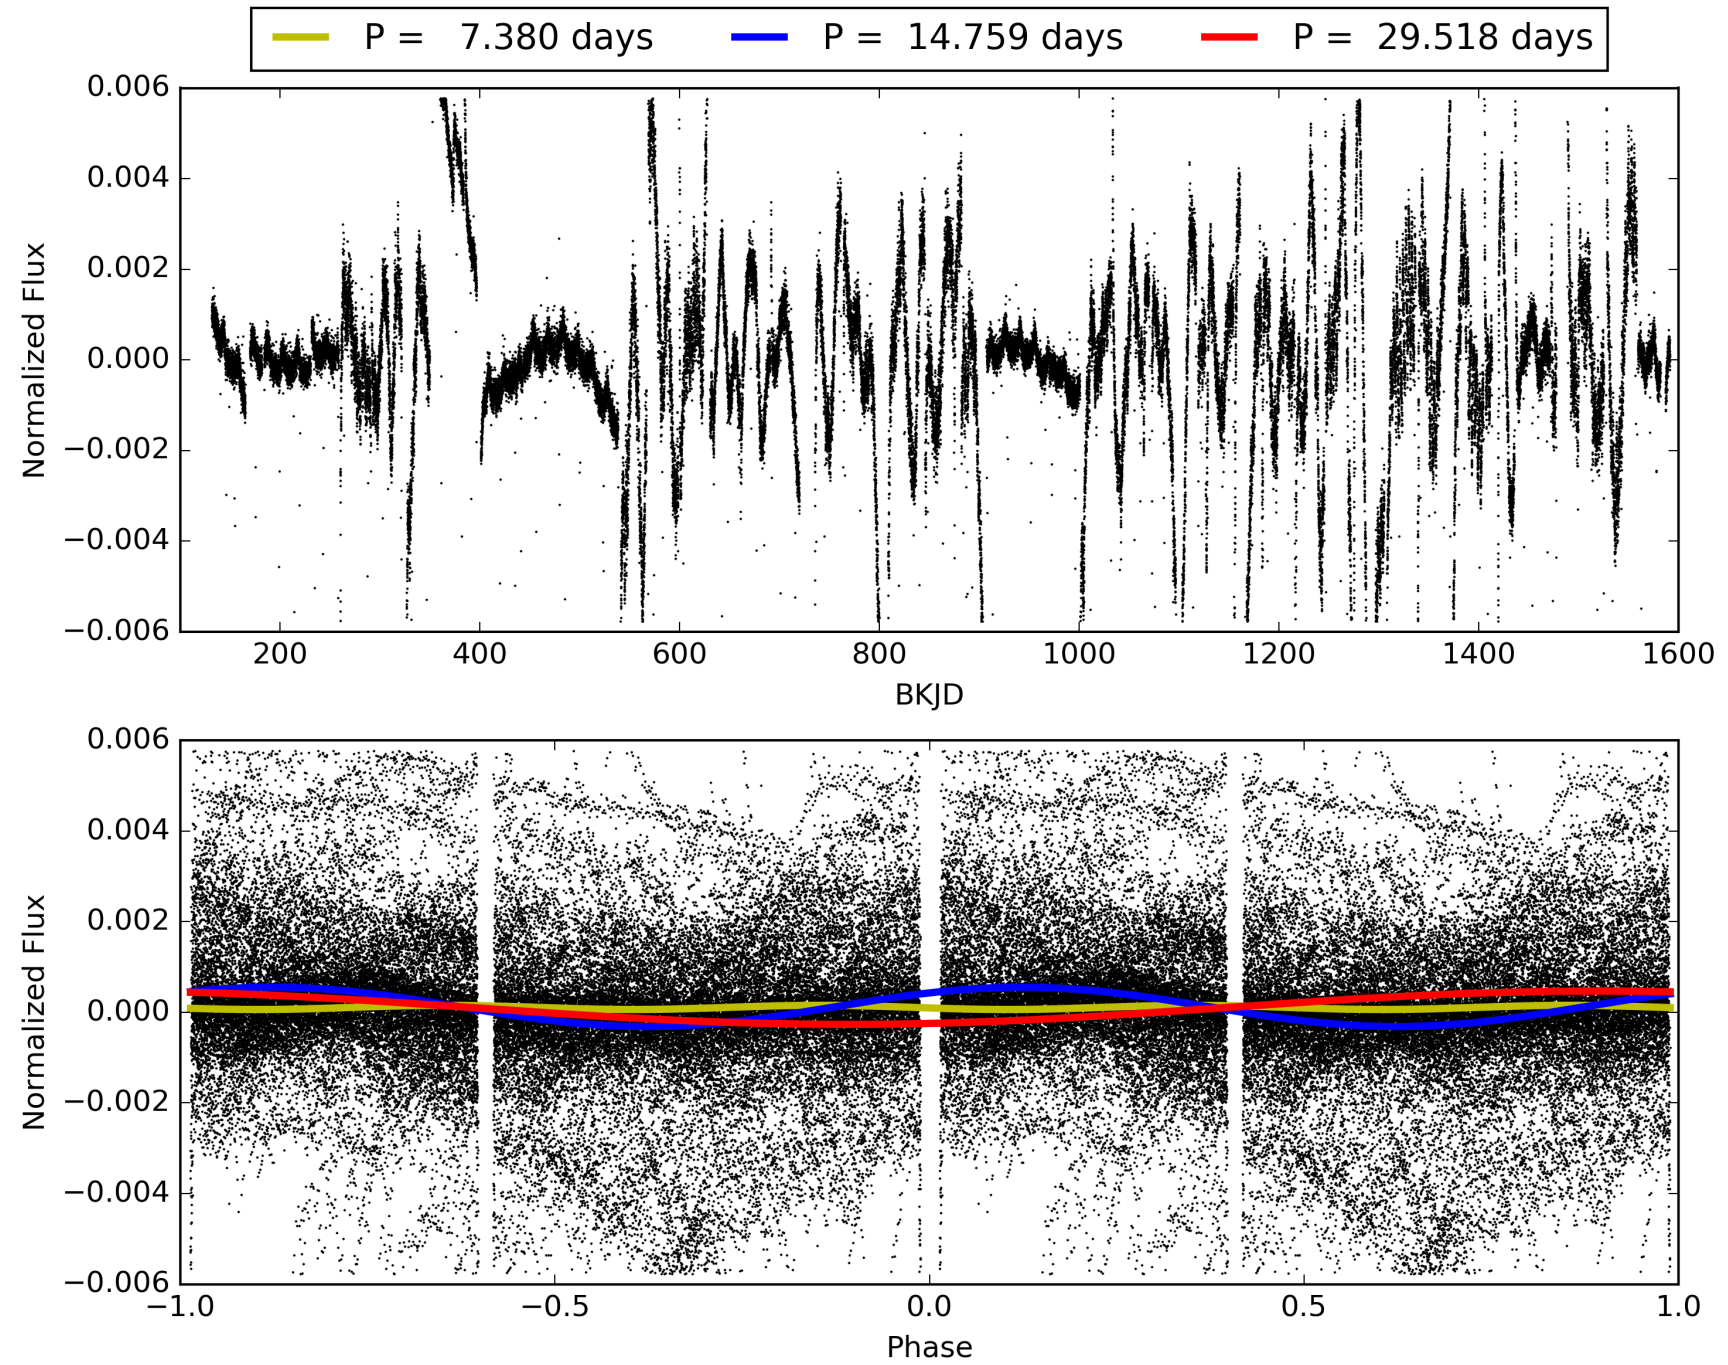 P = 7.380 days P = 14.759 days P = 29.518 days
0.006
0.004
0.002
0.000
−0.002
−0.004
−0.006
Normalized Flux
200 400 600 800 1000 1200 1400 1600
BKJD
0.006
0.004
0.002
0.000
−0.002
−0.004
−0.006
Normalized Flux
−1.0 −0.5 0.0 0.5 1.0
Phase